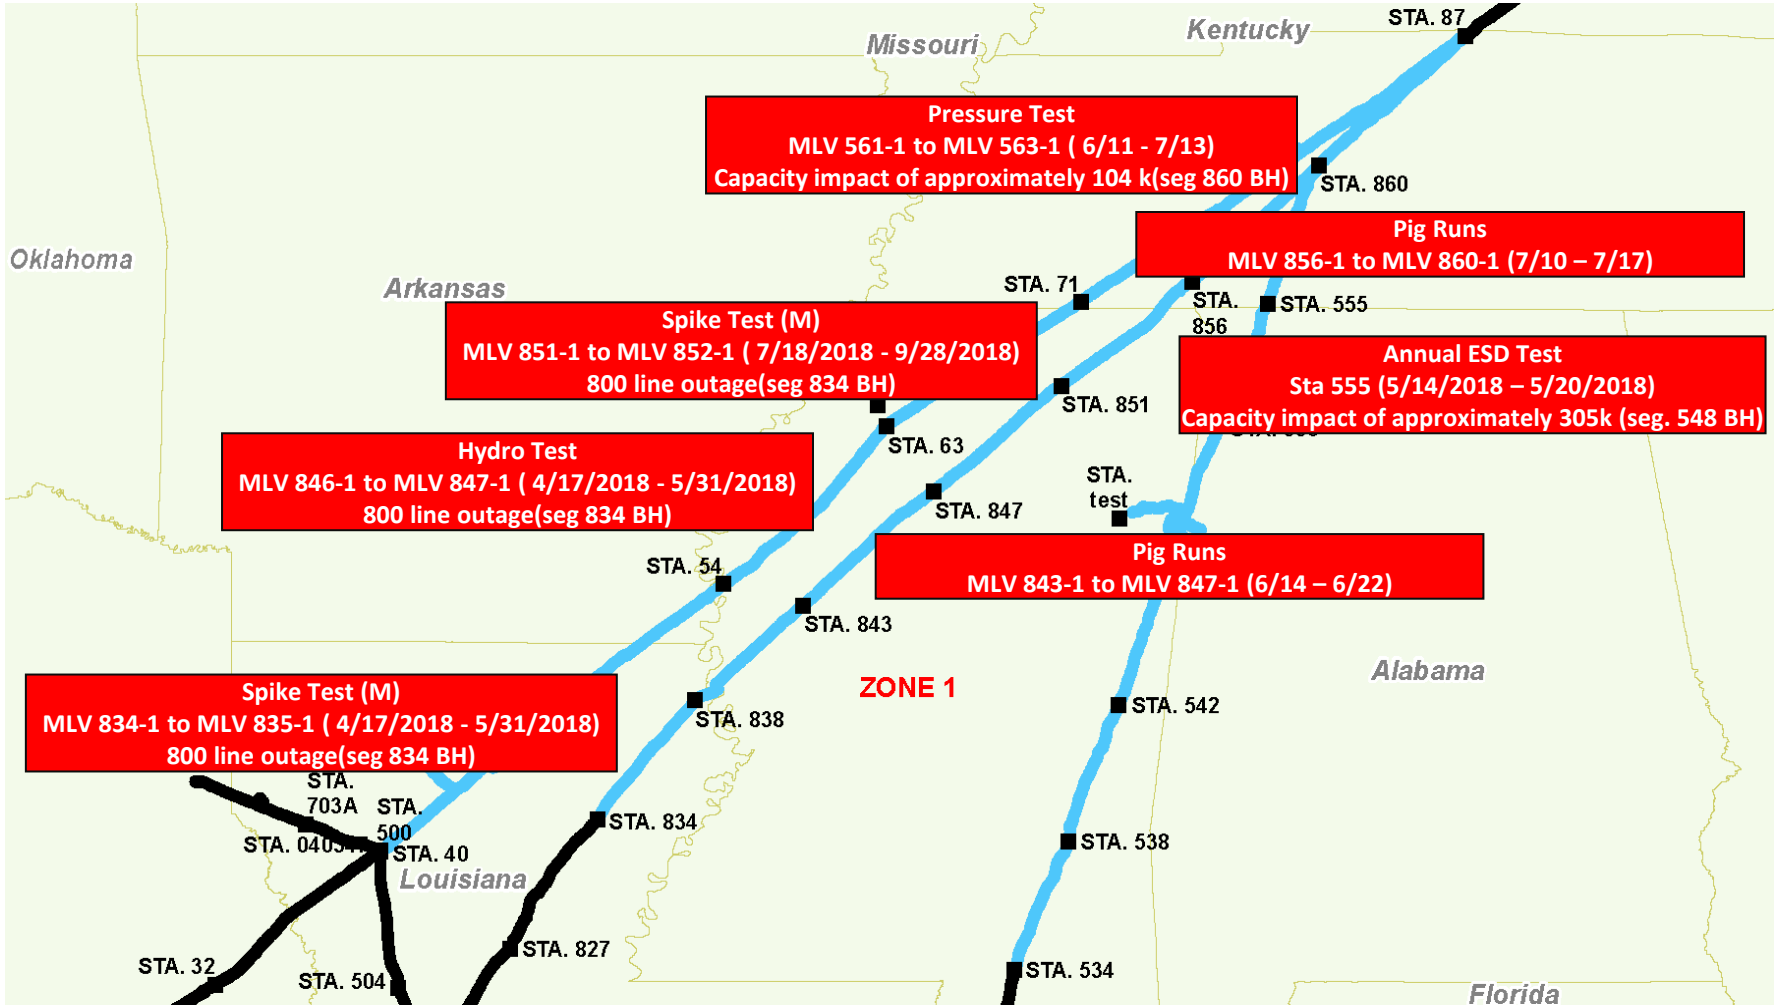 STA. 87
Kentucky
Missouri
Pressure Test
MLV 561-1 to MLV 563-1 ( 6/11 - 7/13)
Capacity impact of approximately 104 k(seg 860 BH)
STA. 860
Pig Runs
MLV 856-1 to MLV 860-1 (7/10 – 7/17)
Oklahoma
Arkansas
STA. 71
STA.
856
STA. 555
Spike Test (M)
MLV 851-1 to MLV 852-1 ( 7/18/2018 - 9/28/2018)
800 line outage(seg 834 BH)
Annual ESD Test
Sta 555 (5/14/2018 – 5/20/2018)
Capacity impact of approximately 305k (seg. 548 BH)
STA. 851
STA. 63
Hydro Test
MLV 846-1 to MLV 847-1 ( 4/17/2018 - 5/31/2018)
800 line outage(seg 834 BH)
STA.
test
STA. 847
Pig Runs
MLV 843-1 to MLV 847-1 (6/14 – 6/22)
STA. 54
STA. 843
Alabama
ZONE 1
Spike Test (M)
MLV 834-1 to MLV 835-1 ( 4/17/2018 - 5/31/2018)
800 line outage(seg 834 BH)
STA. 838
STA. 542
STA.
703A
STA.
500
STA. 834
STA.
STA. 40
STA. 538
Louisiana
STA. 827
STA. 32
STA. 504
STA. 534
Florida